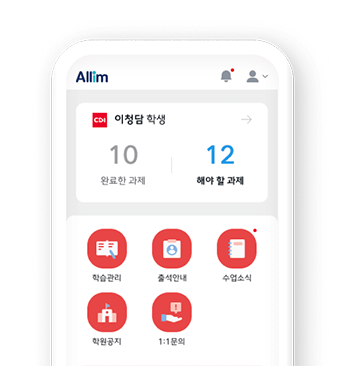 Allim
CDI 이청담 학생
10 12
완료한 과제 해야 할 과제
학습관리 출석안내 수업소식
학원공지 1:1문의